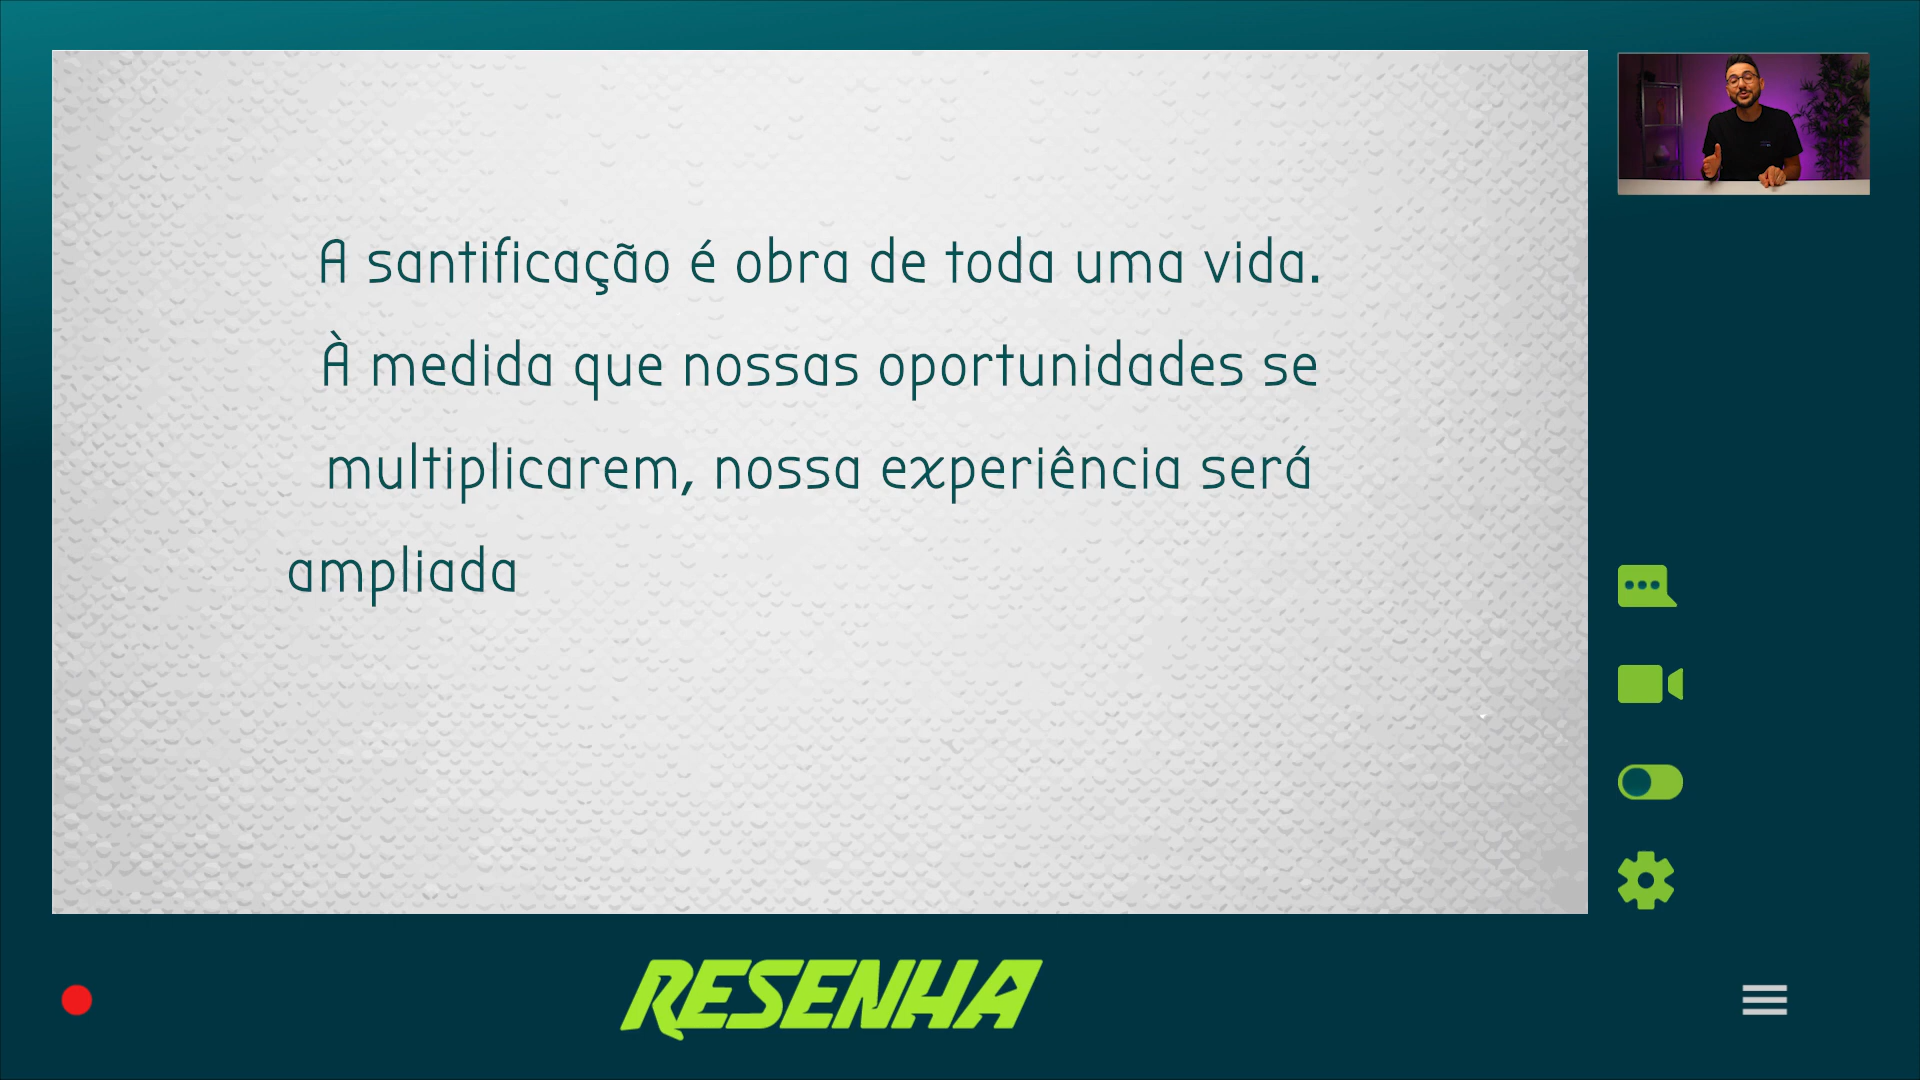 A santificação é obra de toda uma vida.
À medida que nossas oportunidades se
multiplicarem, nossa experiência será
ampliada
RESENHA